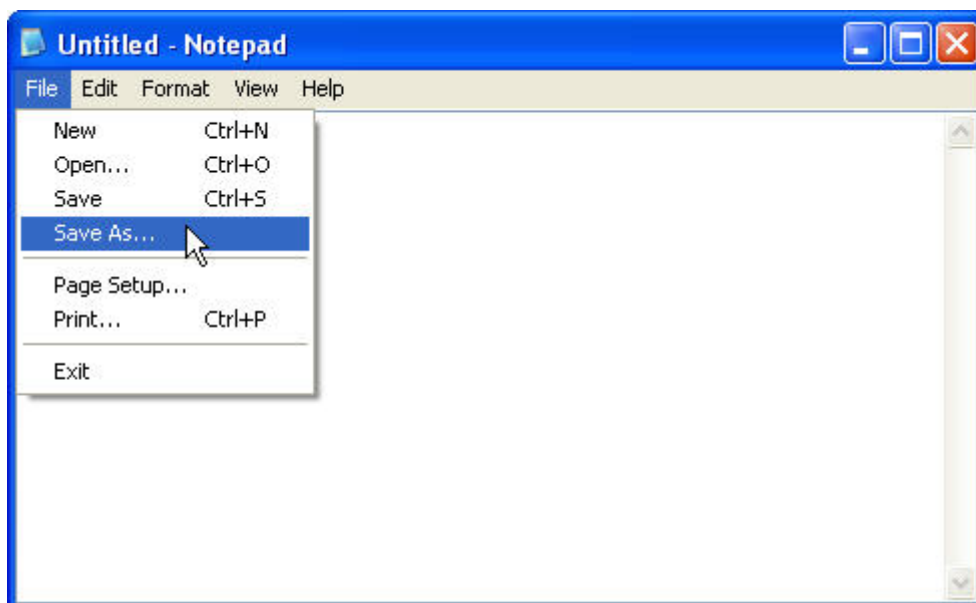 Untitled - Notepad
File Edit Format View Help
New Ctrl+N
Open... Ctrl+O
Save Ctrl+S
Save As...
Page Setup...
Print... Ctrl+P
Exit